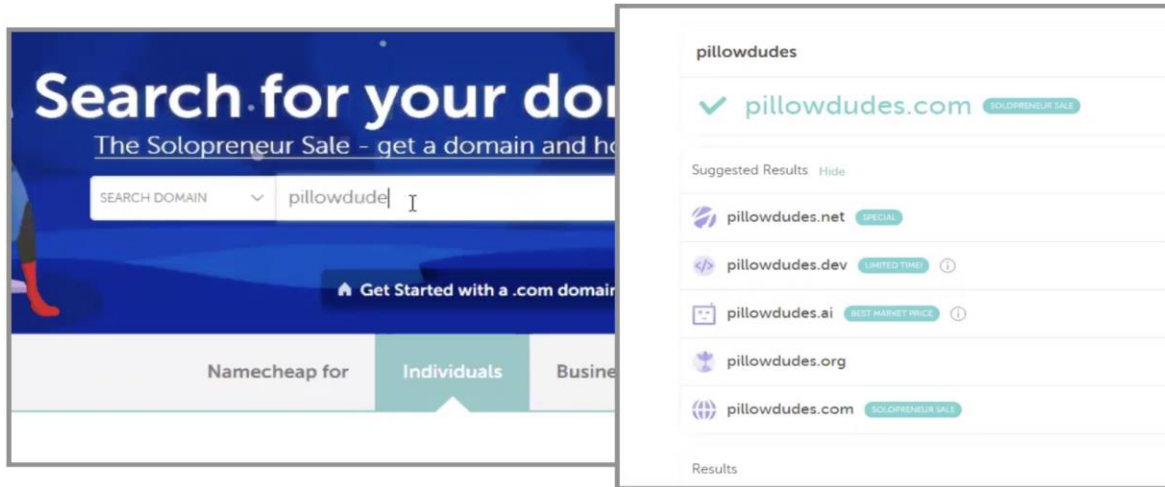 Search for your do
The Solopreneur Sale - get a domain and h
SEARCH DOMAIN
pillowdude
Get Started with a .com domain
Namecheap for
Individuals
Busine
pillowdudes
pillowdudes.com SOLOPRENEUR SALE
Suggested Results Hide
pillowdudes.net SPECIAL
pillowdudes.dev LIMITED TIME!
pillowdudes.ai BEST MARKET PRICE
pillowdudes.org
pillowdudes.com SOLOPRENEUR SALE
Results